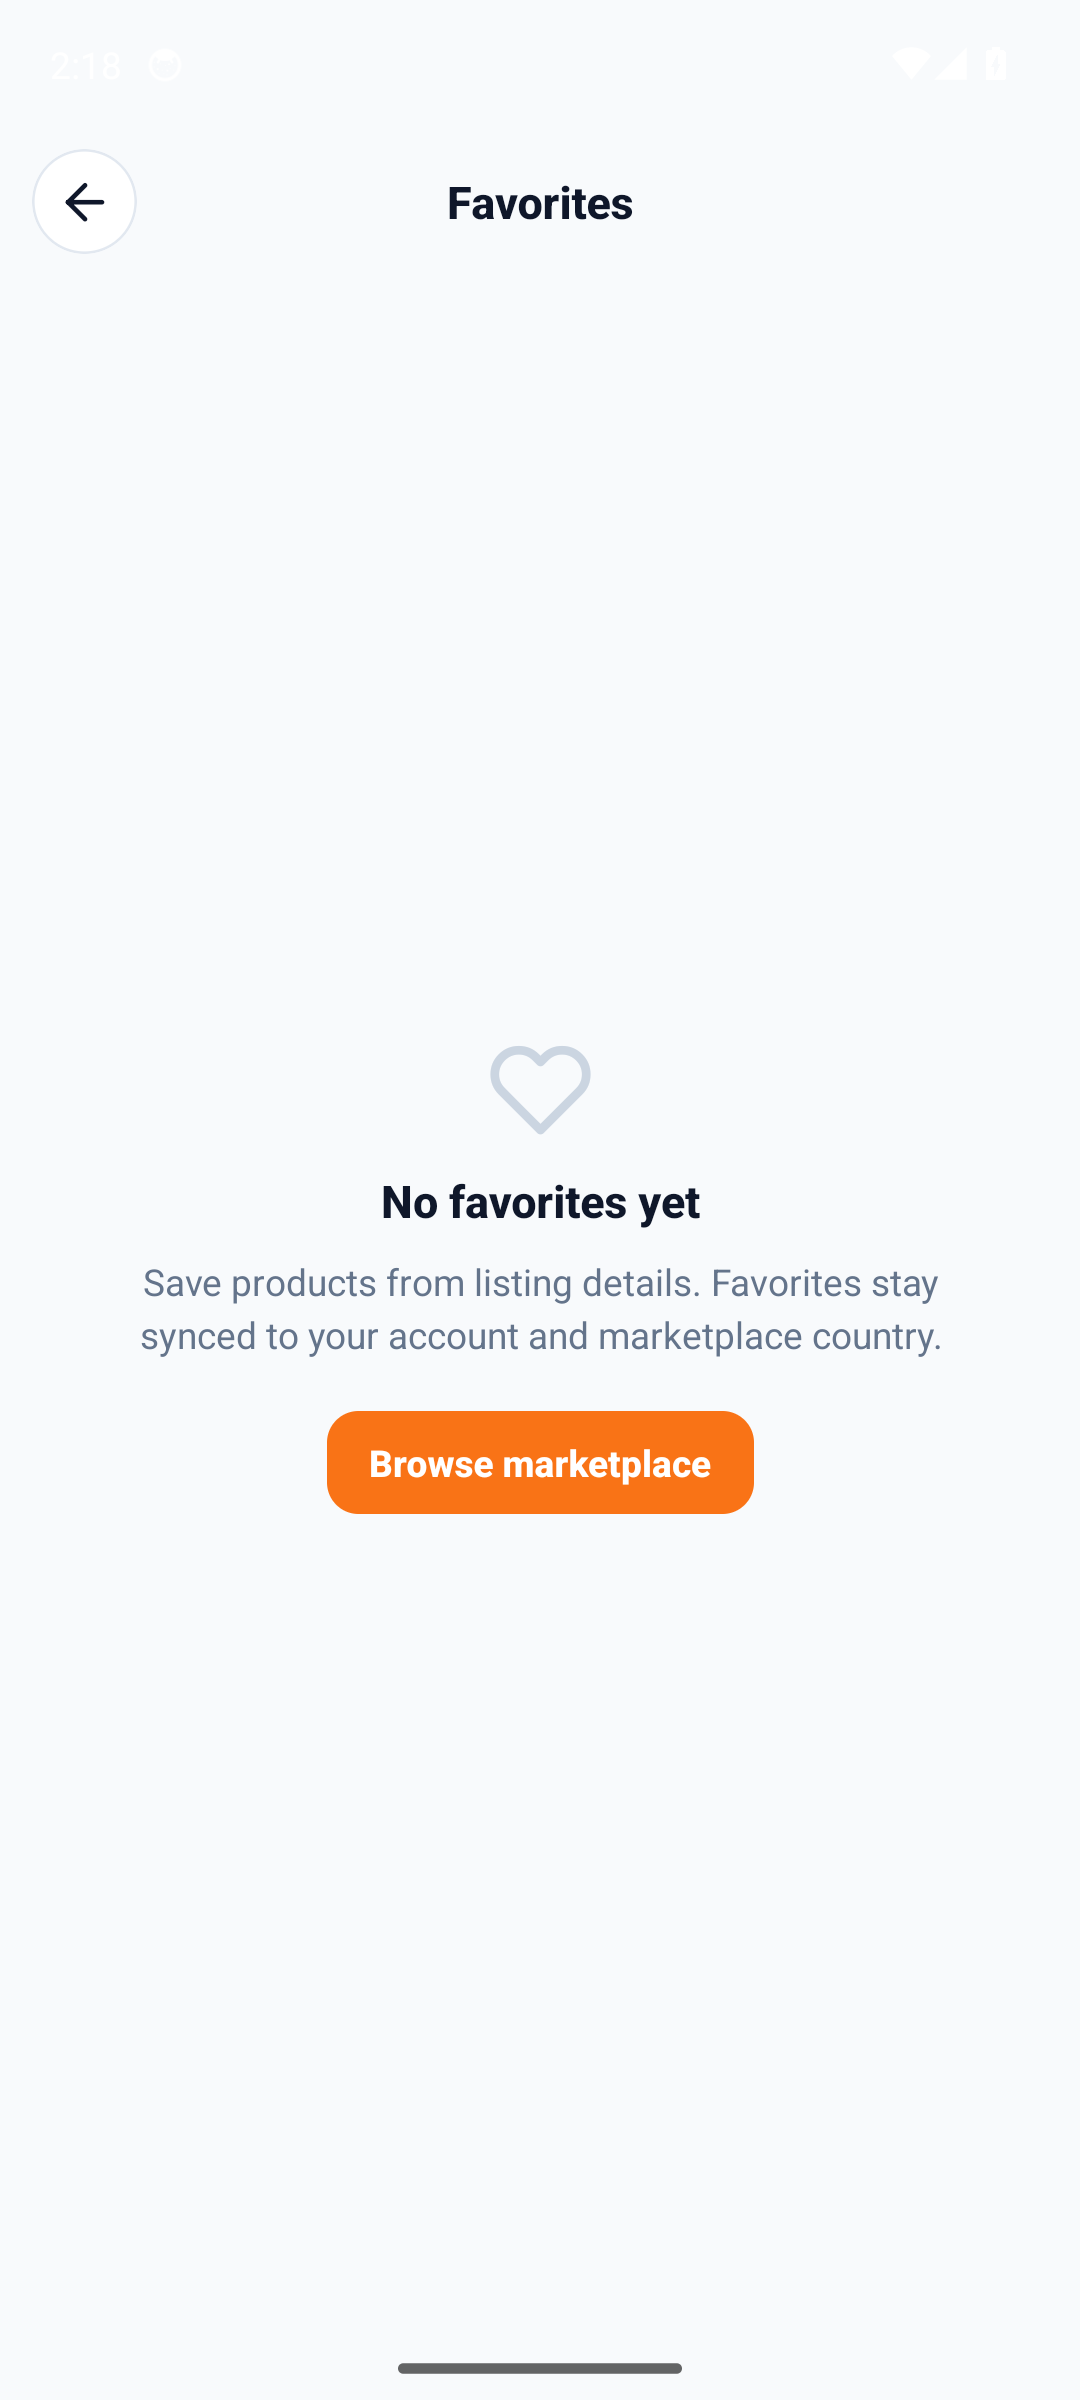 2:18
Favorites
No favorites yet
Save products from listing details. Favorites stay
synced to your account and marketplace country.
Browse marketplace